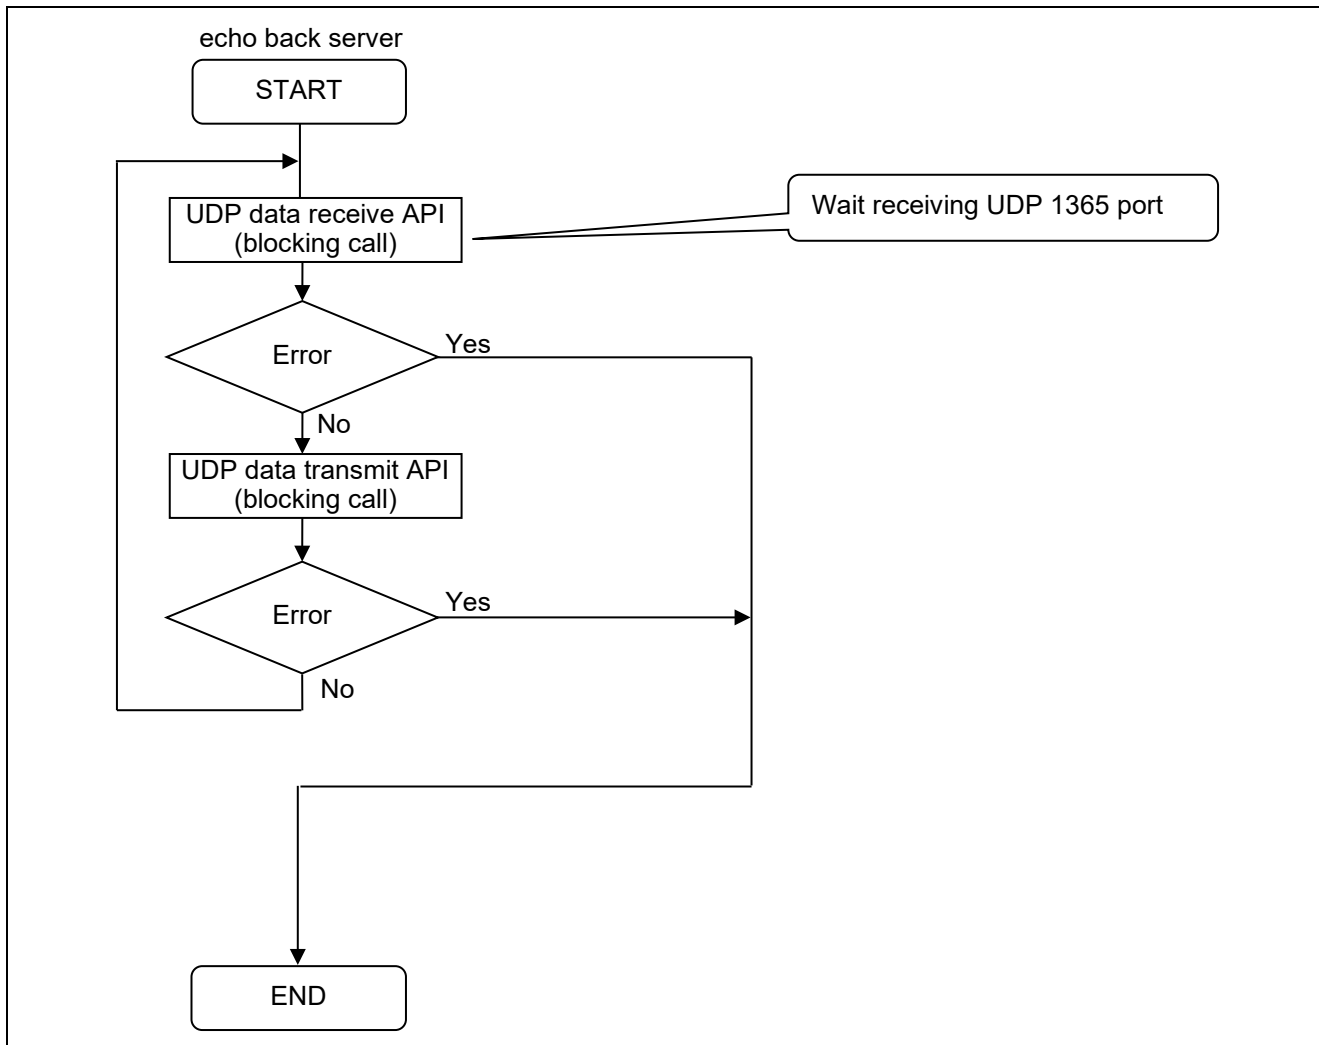 echo back server
START
UDP data receive API
(blocking call)
Wait receiving UDP 1365 port
Error
Yes
No
UDP data transmit API
(blocking call)
Error
Yes
No
END